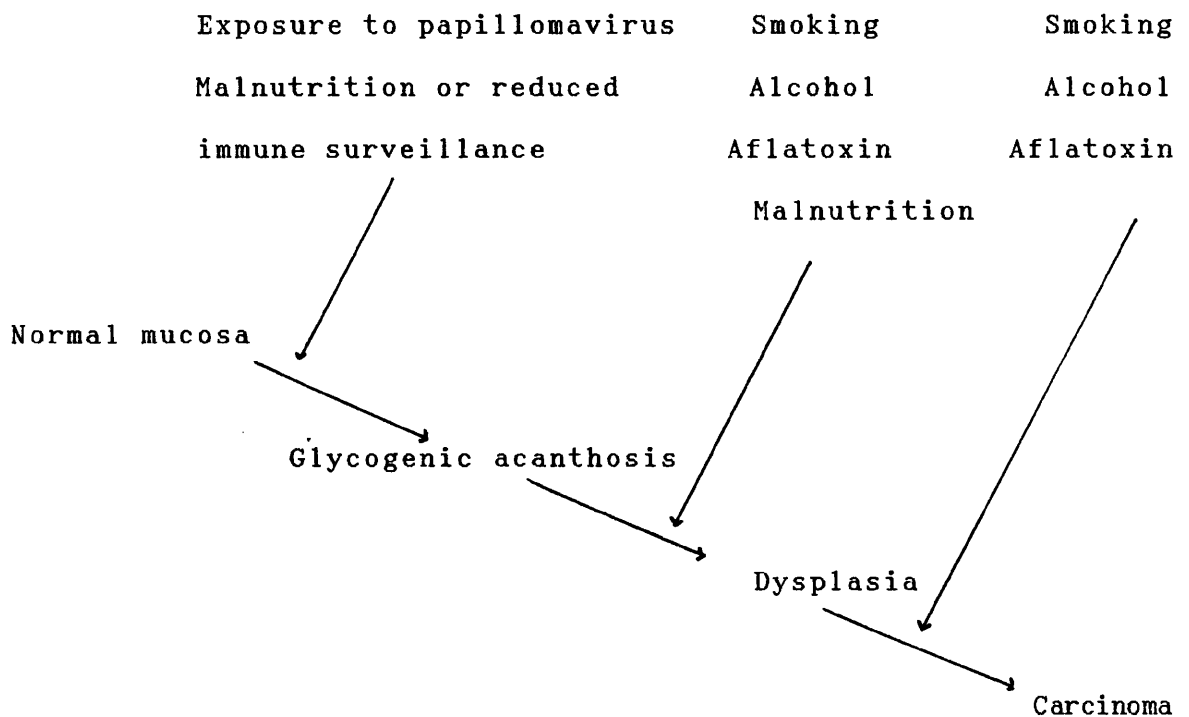 Exposure to papillomavirus Smoking Smoking
Malnutrition or reduced Alcohol Alcohol
immune surveillance Aflatoxin Aflatoxin
Malnutrition
Normal mucosa
Glycogenic acanthosis
Dysplasia
Carcinoma